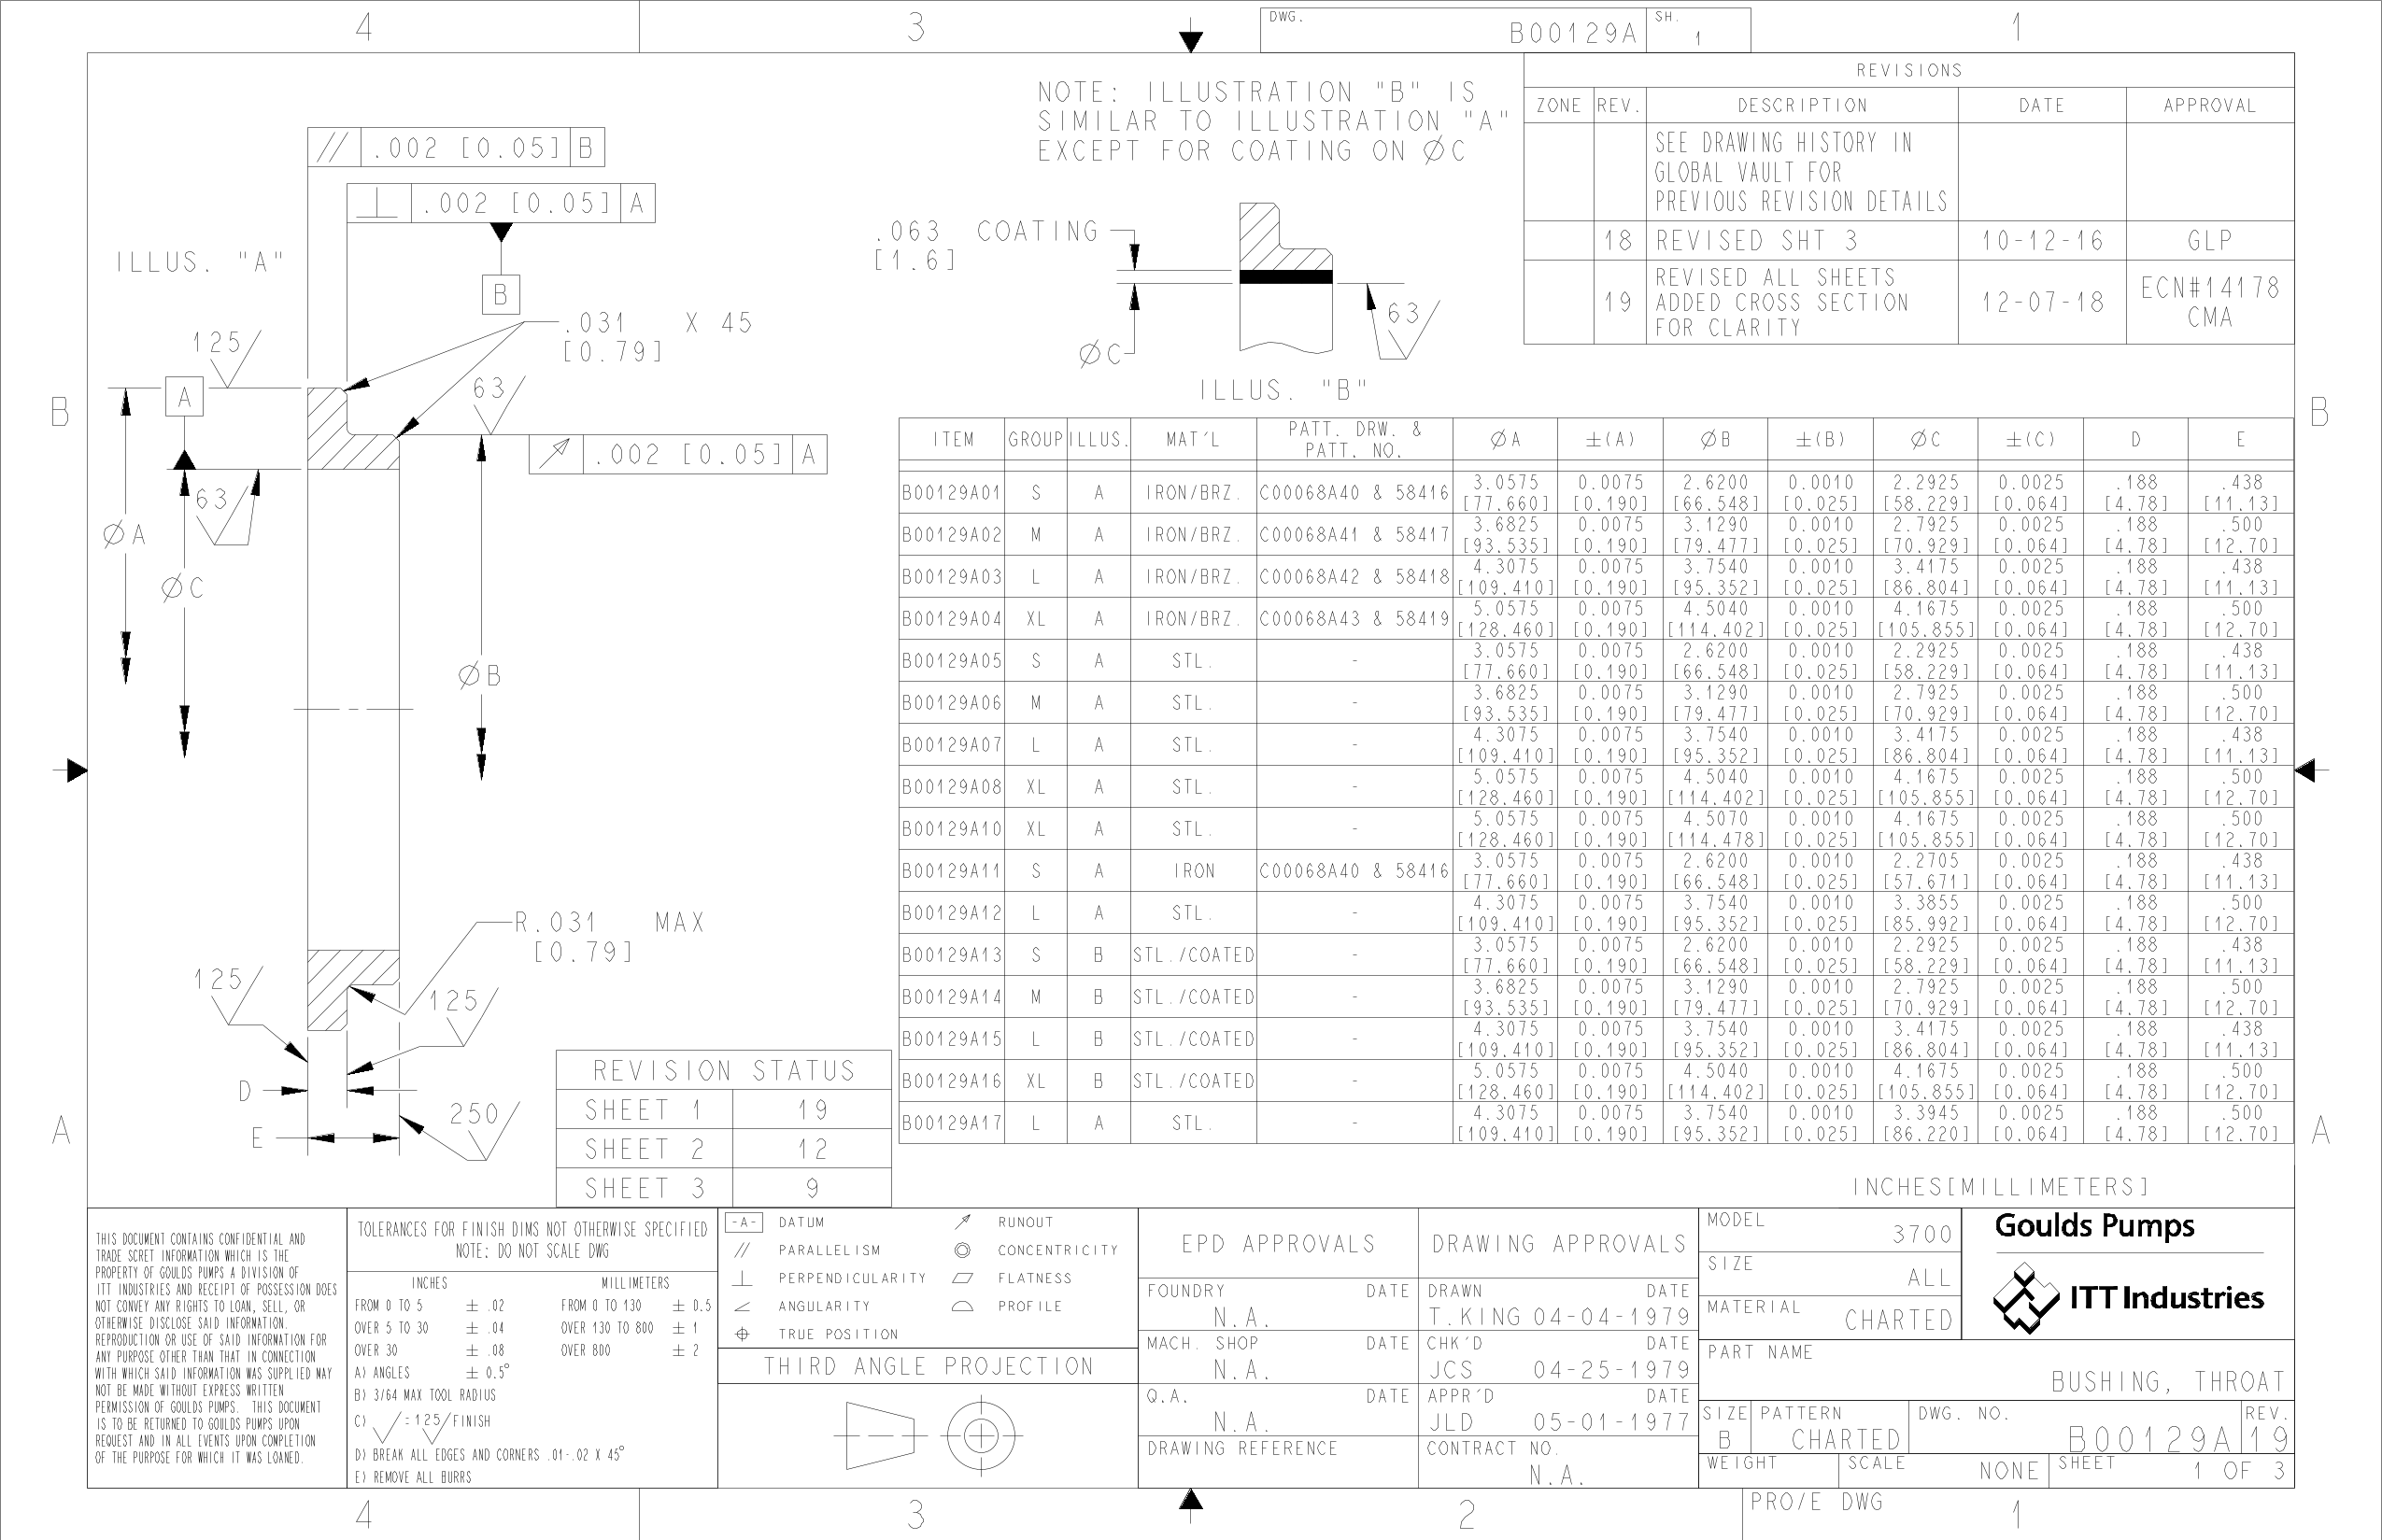 4
3
DWG.
B00129A
SH.
1
1
NOTE: ILLUSTRATION "B" IS
SIMILAR TO ILLUSTRATION "A"
EXCEPT FOR COATING ON ØC
REVISIONS
ZONE REV. DESCRIPTION DATE APPROVAL
SEE DRAWING HISTORY IN
GLOBAL VAULT FOR
PREVIOUS REVISION DETAILS
18 REVISED SHT 3 10-12-16 GLP
19 REVISED ALL SHEETS
ADDED CROSS SECTION
FOR CLARITY
12-07-18
ECN#14178
CMA
// .002 [0.05] B
⊥ .002 [0.05] A
ILLUS. "A"
B
.031 X 45
[0.79]
125
A
63
↗ .002 [0.05] A
63
ØA
ØC
ØB
.063 COATING
[1.6]
ØC
63
ILLUS. "B"
B
B
ITEM GROUP ILLUS. MAT'L PATT. DRW. & PATT. NO. ØA ±(A) ØB ±(B) ØC ±(C) D E
B00129A01 S A IRON/BRZ. C00068A40 & 58416 3.0575 0.0075 2.6200 0.0010 2.2925 0.0025 .188 .438
[77.660] [0.190] [66.548] [0.025] [58.229] [0.064] [4.78] [11.13]
B00129A02 M A IRON/BRZ. C00068A41 & 58417 3.6825 0.0075 3.1290 0.0010 2.7925 0.0025 .188 .500
[93.535] [0.190] [79.477] [0.025] [70.929] [0.064] [4.78] [12.70]
B00129A03 L A IRON/BRZ. C00068A42 & 58418 4.3075 0.0075 3.7540 0.0010 3.4175 0.0025 .188 .438
[109.410] [0.190] [95.352] [0.025] [86.804] [0.064] [4.78] [11.13]
B00129A04 XL A IRON/BRZ. C00068A43 & 58419 5.0575 0.0075 4.5040 0.0010 4.1675 0.0025 .188 .500
[128.460] [0.190] [114.402] [0.025] [105.855] [0.064] [4.78] [12.70]
B00129A05 S A STL. - 3.0575 0.0075 2.6200 0.0010 2.2925 0.0025 .188 .438
[77.660] [0.190] [66.548] [0.025] [58.229] [0.064] [4.78] [11.13]
B00129A06 M A STL. - 3.6825 0.0075 3.1290 0.0010 2.7925 0.0025 .188 .500
[93.535] [0.190] [79.477] [0.025] [70.929] [0.064] [4.78] [12.70]
B00129A07 L A STL. - 4.3075 0.0075 3.7540 0.0010 3.4175 0.0025 .188 .438
[109.410] [0.190] [95.352] [0.025] [86.804] [0.064] [4.78] [11.13]
B00129A08 XL A STL. - 5.0575 0.0075 4.5040 0.0010 4.1675 0.0025 .188 .500
[128.460] [0.190] [114.402] [0.025] [105.855] [0.064] [4.78] [12.70]
B00129A10 XL A STL. - 5.0575 0.0075 4.5070 0.0010 4.1675 0.0025 .188 .500
[128.460] [0.190] [114.478] [0.025] [105.855] [0.064] [4.78] [12.70]
B00129A11 S A IRON C00068A40 & 58416 3.0575 0.0075 2.6200 0.0010 2.2705 0.0025 .188 .438
[77.660] [0.190] [66.548] [0.025] [57.671] [0.064] [4.78] [11.13]
B00129A12 L A STL. - 4.3075 0.0075 3.7540 0.0010 3.3855 0.0025 .188 .500
[109.410] [0.190] [95.352] [0.025] [85.992] [0.064] [4.78] [12.70]
B00129A13 S B STL./COATED - 3.0575 0.0075 2.6200 0.0010 2.2925 0.0025 .188 .438
[77.660] [0.190] [66.548] [0.025] [58.229] [0.064] [4.78] [11.13]
B00129A14 M B STL./COATED - 3.6825 0.0075 3.1290 0.0010 2.7925 0.0025 .188 .500
[93.535] [0.190] [79.477] [0.025] [70.929] [0.064] [4.78] [12.70]
B00129A15 L B STL./COATED - 4.3075 0.0075 3.7540 0.0010 3.4175 0.0025 .188 .438
[109.410] [0.190] [95.352] [0.025] [86.804] [0.064] [4.78] [11.13]
B00129A16 XL B STL./COATED - 5.0575 0.0075 4.5040 0.0010 4.1675 0.0025 .188 .500
[128.460] [0.190] [114.402] [0.025] [105.855] [0.064] [4.78] [12.70]
B00129A17 L A STL. - 4.3075 0.0075 3.7540 0.0010 3.3945 0.0025 .188 .500
[109.410] [0.190] [95.352] [0.025] [86.220] [0.064] [4.78] [12.70]
R.031 MAX
[0.79]
125
125
D
250
E
A
A
REVISION STATUS
SHEET 1 19
SHEET 2 12
SHEET 3 9
INCHES[MILLIMETERS]
THIS DOCUMENT CONTAINS CONFIDENTIAL AND
TRADE SCRET INFORMATION WHICH IS THE
PROPERTY OF GOULDS PUMPS A DIVISION OF
ITT INDUSTRIES AND RECEIPT OF POSSESSION DOES
NOT CONVEY ANY RIGHTS TO LOAN, SELL, OR
OTHERWISE DISCLOSE SAID INFORMATION.
REPRODUCTION OR USE OF SAID INFORMATION FOR
ANY PURPOSE OTHER THAN THAT IN CONNECTION
WITH WHICH SAID INFORMATION WAS SUPPLIED MAY
NOT BE MADE WITHOUT EXPRESS WRITTEN
PERMISSION OF GOULDS PUMPS. THIS DOCUMENT
IS TO BE RETURNED TO GOULDS PUMPS UPON
REQUEST AND IN ALL EVENTS UPON COMPLETION
OF THE PURPOSE FOR WHICH IT WAS LOANED.
TOLERANCES FOR FINISH DIMS NOT OTHERWISE SPECIFIED
NOTE: DO NOT SCALE DWG
INCHES MILLIMETERS
FROM 0 TO 5 ± .02 FROM 0 TO 130 ± 0.5
OVER 5 TO 30 ± .04 OVER 130 TO 800 ± 1
OVER 30 ± .08 OVER 800 ± 2
A) ANGLES ± 0.5°
B) 3/64 MAX TOOL RADIUS
C) √ = 125/ FINISH
D) BREAK ALL EDGES AND CORNERS .01-.02 X 45°
E) REMOVE ALL BURRS
-A- DATUM RUNOUT
PARALLELISM CONCENTRICITY
PERPENDICULARITY FLATNESS
ANGULARITY PROFILE
TRUE POSITION
THIRD ANGLE PROJECTION
EPD APPROVALS
FOUNDRY DATE
N.A.
MACH. SHOP DATE
N.A.
Q.A. DATE
N.A.
DRAWING REFERENCE
DRAWING APPROVALS
DRAWN DATE
T.KING 04-04-1979
CHK'D DATE
JCS 04-25-1979
APPR'D DATE
JLD 05-01-1977
CONTRACT NO.
N.A.
MODEL
3700
SIZE
ALL
MATERIAL
CHARTED
Goulds Pumps
ITT Industries
PART NAME
BUSHING, THROAT
SIZE PATTERN DWG. NO. REV.
B CHARTED B00129A 19
WEIGHT SCALE NONE SHEET 1 OF 3
4
3
2
PRO/E DWG
1